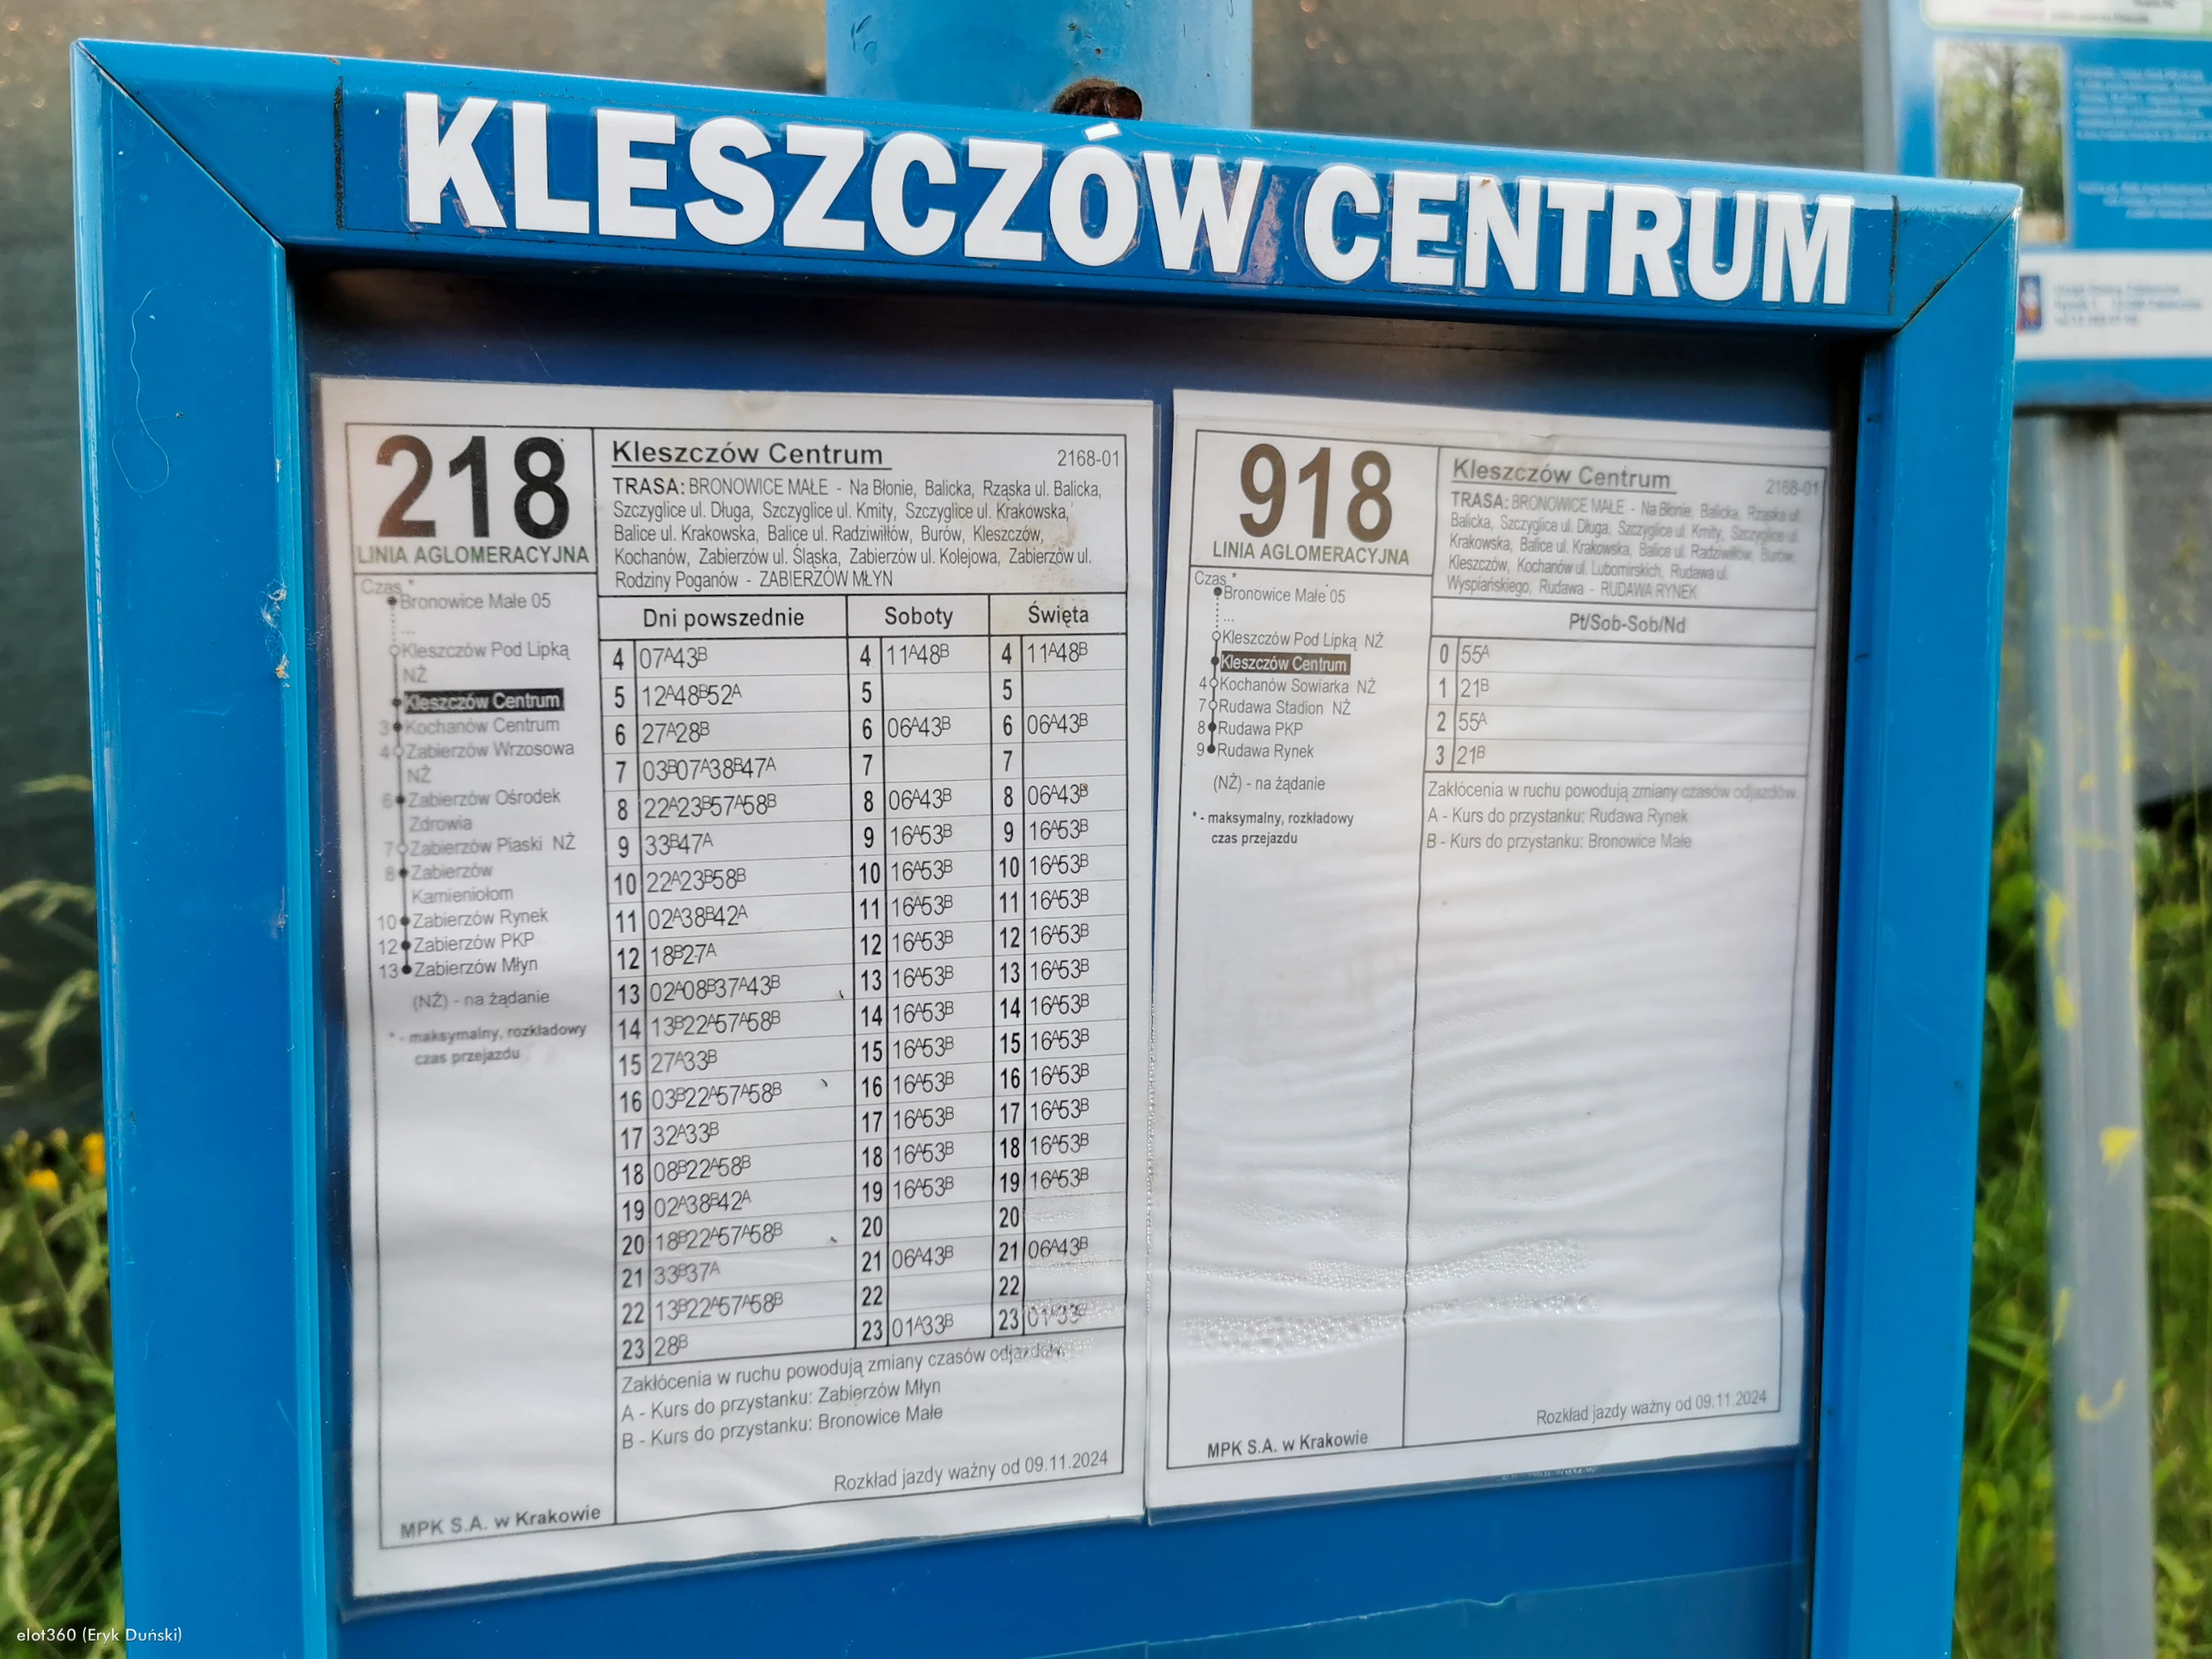 KLESZCZÓW CENTRUM
218
LINIA AGLOMERACYJNA
Czas *
Bronowice Małe 05
...
Kleszczów Pod Lipką
NŻ
Kleszczów Centrum
3 Kochanów Centrum
4 Zabierzów Wrzosowa
NŻ
6 Zabierzów Ośrodek
Zdrowia
7 Zabierzów Piaski NŻ
8 Zabierzów
Kamieniołom
10 Zabierzów Rynek
12 Zabierzów PKP
13 Zabierzów Młyn
(NŻ) - na żądanie
* - maksymalny, rozkładowy
czas przejazdu
MPK S.A. w Krakowie
Kleszczów Centrum 2168-01
TRASA: BRONOWICE MAŁE - Na Błonie, Balicka, Rząska ul. Balicka,
Szczyglice ul. Długa, Szczyglice ul. Kmity, Szczyglice ul. Krakowska,
Balice ul. Krakowska, Balice ul. Radziwiłłów, Burów, Kleszczów,
Kochanów, Zabierzów ul. Śląska, Zabierzów ul. Kolejowa, Zabierzów ul.
Rodziny Poganów - ZABIERZÓW MŁYN
Dni powszednie Soboty Święta
4 07A43B 4 11A48B 4 11A48B
5 12A48B52A 5 5
6 27A28B 6 06A43B 6 06A43B
7 03B07A38B47A 7 7
8 22A23B57A58B 8 06A43B 8 06A43B
9 33B47A 9 16A53B 9 16A53B
10 22A23B58B 10 16A53B 10 16A53B
11 02A38B42A 11 16A53B 11 16A53B
12 18B27A 12 16A53B 12 16A53B
13 02A08B37A43B 13 16A53B 13 16A53B
14 13B22A57A58B 14 16A53B 14 16A53B
15 27A33B 15 16A53B 15 16A53B
16 03B22A57A58B 16 16A53B 16 16A53B
17 32A33B 17 16A53B 17 16A53B
18 08B22A58B 18 16A53B 18 16A53B
19 02A38B42A 19 16A53B 19 16A53B
20 18B22A57A58B 20 20
21 33B37A 21 06A43B 21 06A43B
22 13B22A57A58B 22 22
23 28B 23 01A33B 23 01A33B
Zakłócenia w ruchu powodują zmiany czasów odjazdów.
A - Kurs do przystanku: Zabierzów Młyn
B - Kurs do przystanku: Bronowice Małe
Rozkład jazdy ważny od 09.11.2024
918
LINIA AGLOMERACYJNA
Czas *
Bronowice Małe 05
...
Kleszczów Pod Lipką NŻ
Kleszczów Centrum
4 Kochanów Sowiarka NŻ
7 Rudawa Stadion NŻ
8 Rudawa PKP
9 Rudawa Rynek
(NŻ) - na żądanie
* - maksymalny, rozkładowy
czas przejazdu
MPK S.A. w Krakowie
Kleszczów Centrum 2168-01
TRASA: BRONOWICE MAŁE - Na Błonie, Balicka, Rząska ul.
Balicka, Szczyglice ul. Długa, Szczyglice ul. Kmity, Szczyglice ul.
Krakowska, Balice ul. Krakowska, Balice ul. Radziwiłłów, Burów,
Kleszczów, Kochanów ul. Lubomirskich, Rudawa ul.
Wyspiańskiego, Rudawa - RUDAWA RYNEK
Pt/Sob-Sob/Nd
0 55A
1 21B
2 55A
3 21B
Zakłócenia w ruchu powodują zmiany czasów odjazdów.
A - Kurs do przystanku: Rudawa Rynek
B - Kurs do przystanku: Bronowice Małe
Rozkład jazdy ważny od 09.11.2024
elot360 (Eryk Duński)